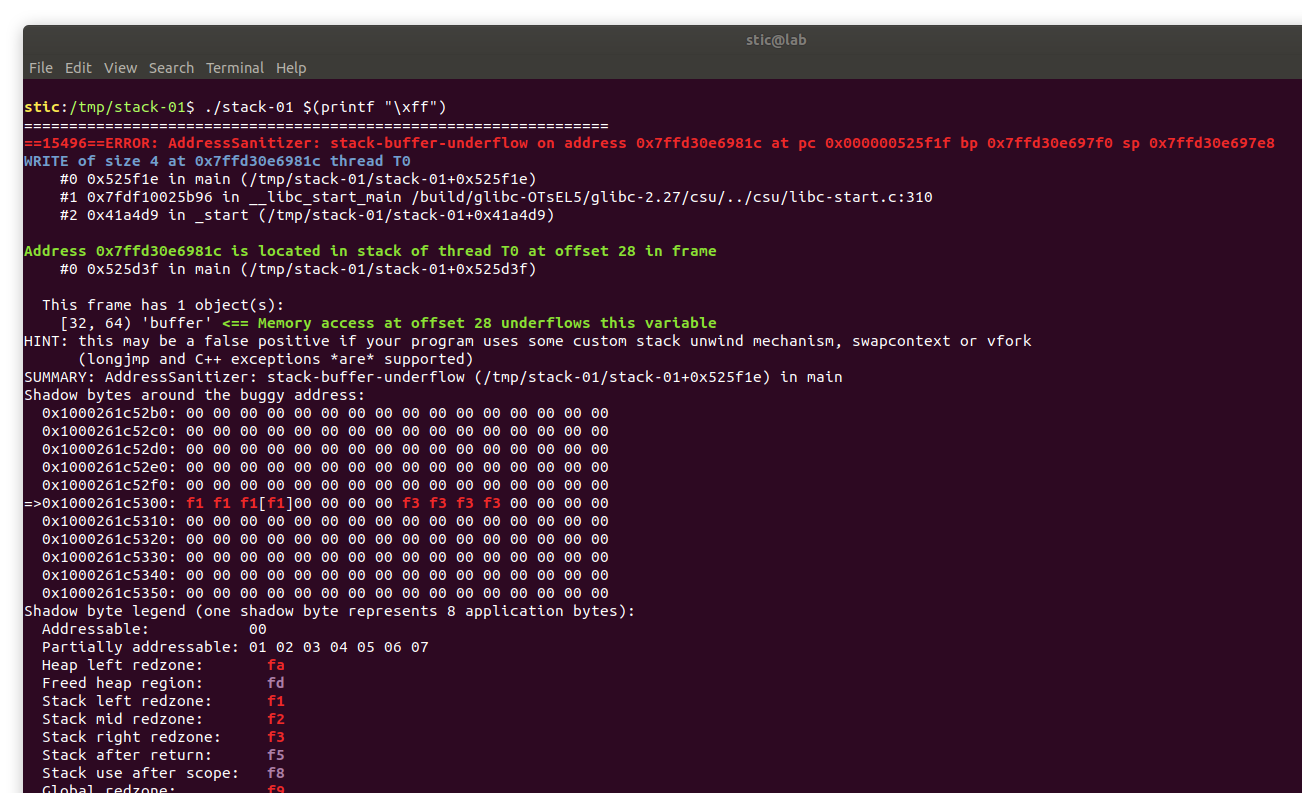 stic@lab
File Edit View Search Terminal Help
stic:/tmp/stack-01$ ./stack-01 $(printf "\xff")
=================================================================
==15496==ERROR: AddressSanitizer: stack-buffer-underflow on address 0x7ffd30e6981c at pc 0x000000525f1f bp 0x7ffd30e697f0 sp 0x7ffd30e697e8
WRITE of size 4 at 0x7ffd30e6981c thread T0
    #0 0x525f1e in main (/tmp/stack-01/stack-01+0x525f1e)
    #1 0x7fdf10025b96 in __libc_start_main /build/glibc-OTsEL5/glibc-2.27/csu/../csu/libc-start.c:310
    #2 0x41a4d9 in _start (/tmp/stack-01/stack-01+0x41a4d9)
Address 0x7ffd30e6981c is located in stack of thread T0 at offset 28 in frame
    #0 0x525d3f in main (/tmp/stack-01/stack-01+0x525d3f)
  This frame has 1 object(s):
    [32, 64) 'buffer' <== Memory access at offset 28 underflows this variable
HINT: this may be a false positive if your program uses some custom stack unwind mechanism, swapcontext or vfork
      (longjmp and C++ exceptions *are* supported)
SUMMARY: AddressSanitizer: stack-buffer-underflow (/tmp/stack-01/stack-01+0x525f1e) in main
Shadow bytes around the buggy address:
  0x1000261c52b0: 00 00 00 00 00 00 00 00 00 00 00 00 00 00 00 00
  0x1000261c52c0: 00 00 00 00 00 00 00 00 00 00 00 00 00 00 00 00
  0x1000261c52d0: 00 00 00 00 00 00 00 00 00 00 00 00 00 00 00 00
  0x1000261c52e0: 00 00 00 00 00 00 00 00 00 00 00 00 00 00 00 00
  0x1000261c52f0: 00 00 00 00 00 00 00 00 00 00 00 00 00 00 00 00
=>0x1000261c5300: f1 f1 f1[f1]00 00 00 00 f3 f3 f3 f3 00 00 00 00
  0x1000261c5310: 00 00 00 00 00 00 00 00 00 00 00 00 00 00 00 00
  0x1000261c5320: 00 00 00 00 00 00 00 00 00 00 00 00 00 00 00 00
  0x1000261c5330: 00 00 00 00 00 00 00 00 00 00 00 00 00 00 00 00
  0x1000261c5340: 00 00 00 00 00 00 00 00 00 00 00 00 00 00 00 00
  0x1000261c5350: 00 00 00 00 00 00 00 00 00 00 00 00 00 00 00 00
Shadow byte legend (one shadow byte represents 8 application bytes):
  Addressable:           00
  Partially addressable: 01 02 03 04 05 06 07
  Heap left redzone:       fa
  Freed heap region:       fd
  Stack left redzone:      f1
  Stack mid redzone:       f2
  Stack right redzone:     f3
  Stack after return:      f5
  Stack use after scope:   f8
  Global redzone:          f9